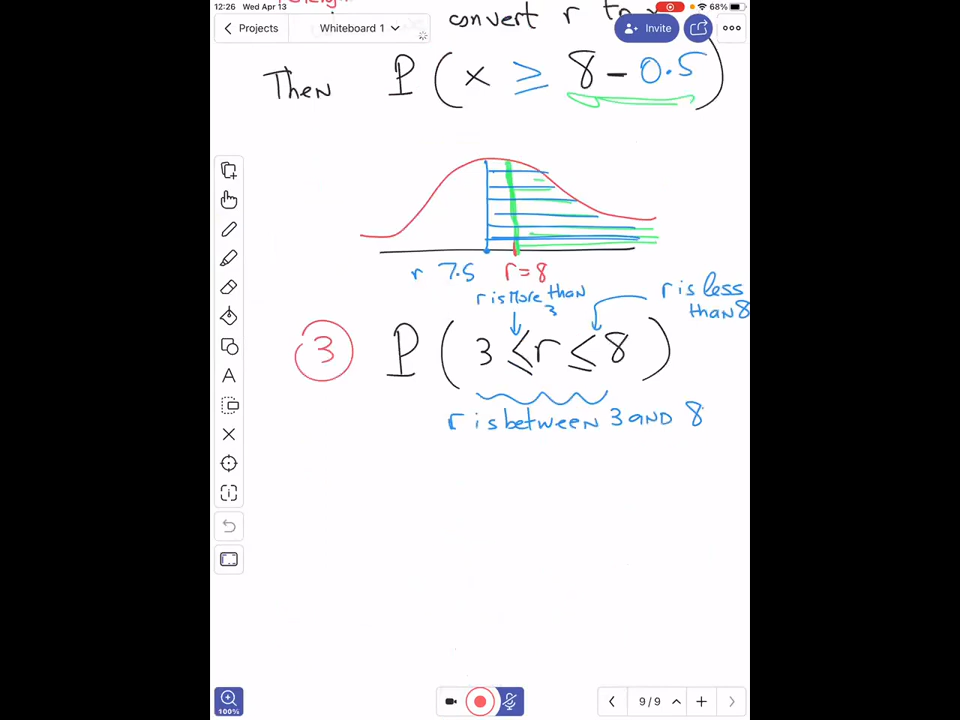 12:26 Wed Apr 13
68%
convert r to
Projects
Whiteboard 1
Invite
Then P(x ≥ 8-0.5)
r 7.5 r=8
r is more than
3
r is less
than 8
3 P(3≤r≤8)
r is between 3 AND 8
100%
9/9